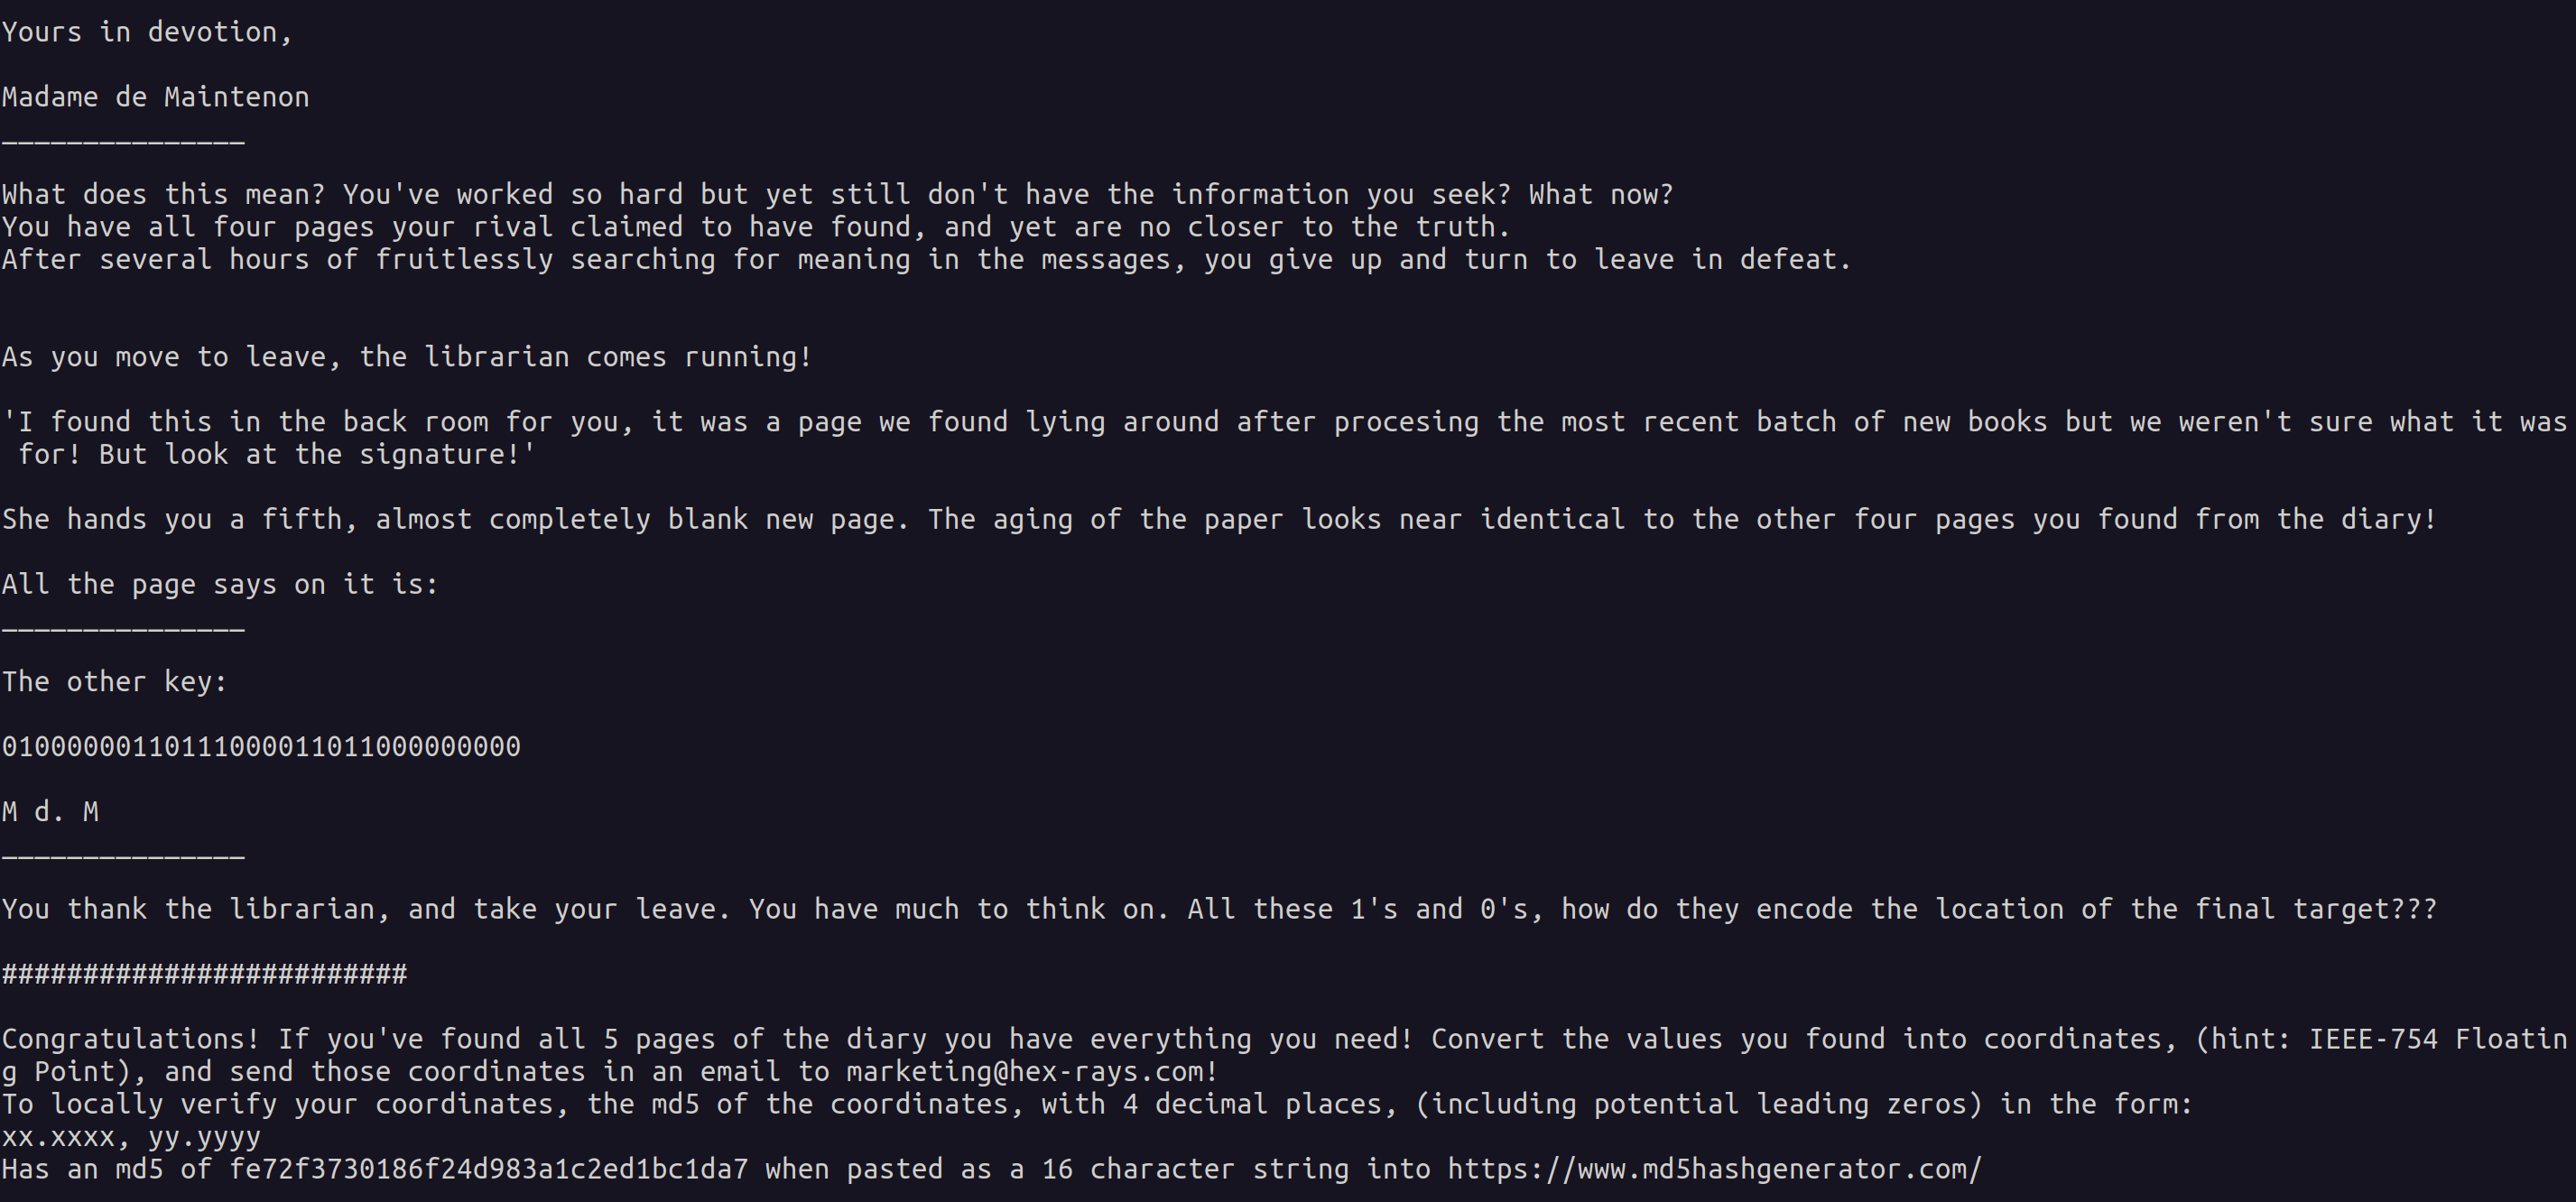 Yours in devotion,
Madame de Maintenon
_______________
What does this mean? You've worked so hard but yet still don't have the information you seek? What now?
You have all four pages your rival claimed to have found, and yet are no closer to the truth.
After several hours of fruitlessly searching for meaning in the messages, you give up and turn to leave in defeat.
As you move to leave, the librarian comes running!
'I found this in the back room for you, it was a page we found lying around after procesing the most recent batch of new books but we weren't sure what it was
for! But look at the signature!'
She hands you a fifth, almost completely blank new page. The aging of the paper looks near identical to the other four pages you found from the diary!
All the page says on it is:
_______________
The other key:
01000000110111000011011000000000
M d. M
_______________
You thank the librarian, and take your leave. You have much to think on. All these 1's and 0's, how do they encode the location of the final target???
#########################
Congratulations! If you've found all 5 pages of the diary you have everything you need! Convert the values you found into coordinates, (hint: IEEE-754 Floatin
g Point), and send those coordinates in an email to marketing@hex-rays.com!
To locally verify your coordinates, the md5 of the coordinates, with 4 decimal places, (including potential leading zeros) in the form:
xx.xxxx, yy.yyyy
Has an md5 of fe72f3730186f24d983a1c2ed1bc1da7 when pasted as a 16 character string into https://www.md5hashgenerator.com/